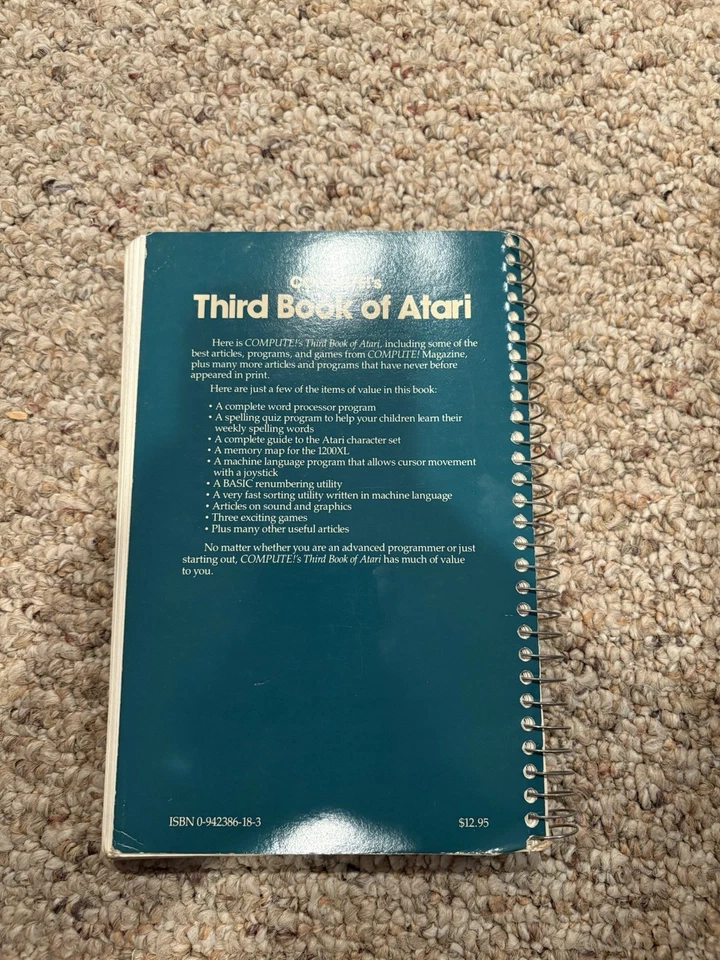 Third Book of Atari
Here is COMPUTE!'s Third Book of Atari, including some of the
best articles, programs, and games from COMPUTE! Magazine,
plus many more articles and programs that have never before
appeared in print.
Here are just a few of the items of value in this book:
• A complete word processor program
• A spelling quiz program to help your children learn their
weekly spelling words
• A complete guide to the Atari character set
• A memory map for the 1200XL
• A machine language program that allows cursor movement
with a joystick
• A BASIC renumbering utility
• A very fast sorting utility written in machine language
• Articles on sound and graphics
• Three exciting games
• Plus many other useful articles
No matter whether you are an advanced programmer or just
starting out, COMPUTE!'s Third Book of Atari has much of value
to you.
ISBN 0-942386-18-3 $12.95